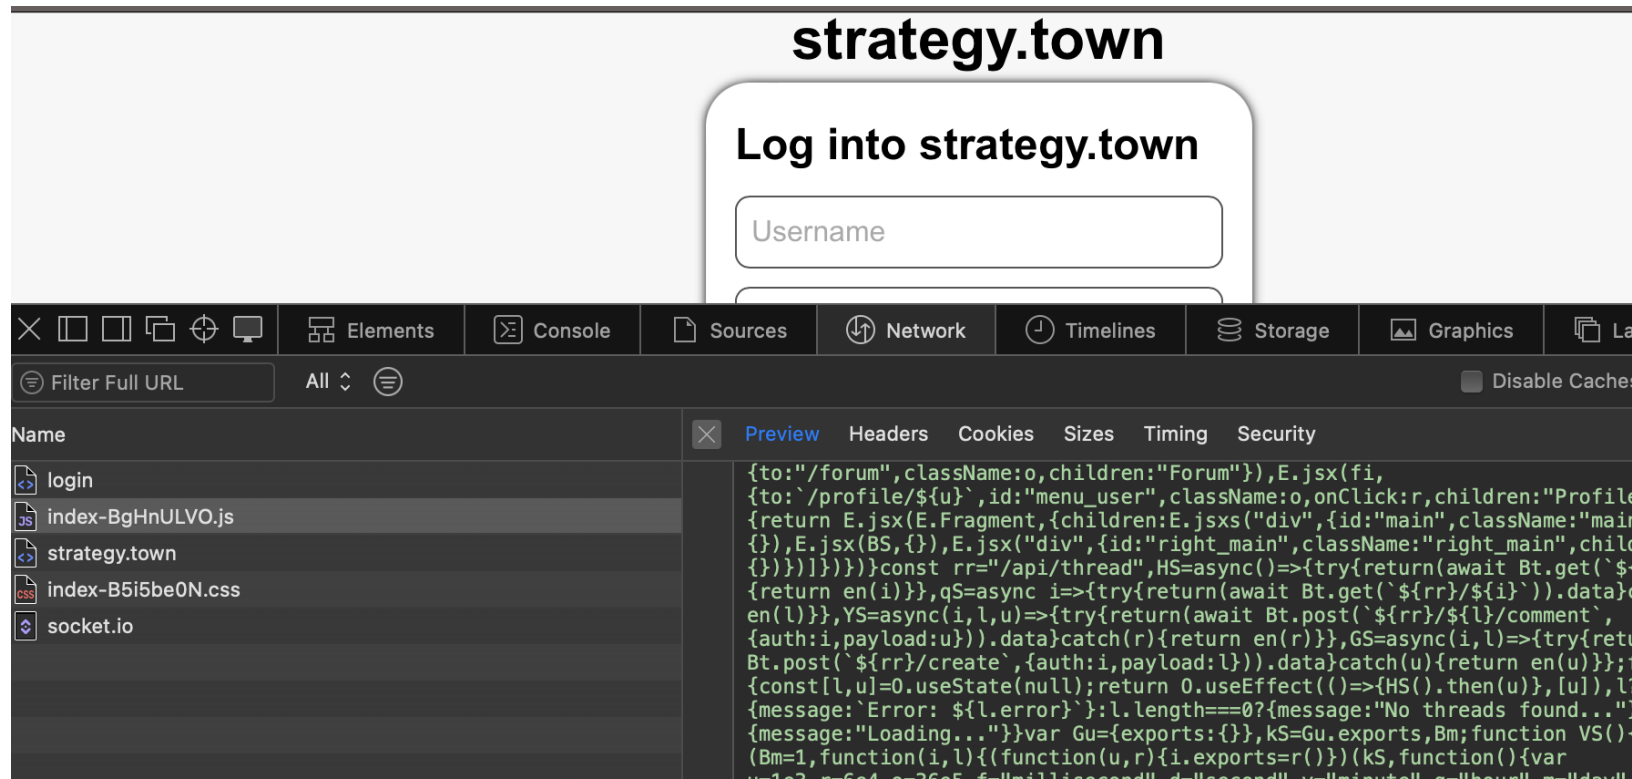 strategy.town
Log into strategy.town
Username
Elements
Console
Sources
Network
Timelines
Storage
Graphics
Filter Full URL
All
Disable Caches
Name
Preview Headers Cookies Sizes Timing Security
login
index-BgHnULVO.js
strategy.town
index-B5i5be0N.css
socket.io
{to:"/forum",className:o,children:"Forum"}),E.jsx(fi,
{to:`/profile/${u}`,id:"menu_user",className:o,onClick:r,children:"Profile
{return E.jsx(E.Fragment,{children:E.jsxs("div",{id:"main",className:"main
{}),E.jsx(BS,{}),E.jsx("div",{id:"right_main",className:"right_main",child
{})})]})})}const rr="/api/thread",HS=async()=>{try{return(await Bt.get(`${
{return en(i)}},qS=async i=>{try{return(await Bt.get(`${rr}/${i}`)).data}c
en(l)}},YS=async(i,l,u)=>{try{return(await Bt.post(`${rr}/${l}/comment`,
{auth:i,payload:u})).data}catch(r){return en(r)}},GS=async(i,l)=>{try{retu
Bt.post(`${rr}/create`,{auth:i,payload:l})).data}catch(u){return en(u)}};f
{const[l,u]=O.useState(null);return O.useEffect(()=>{HS().then(u)},[u]),l?
{message:`Error: ${l.error}`}:l.length===0?{message:"No threads found..."}
{message:"Loading..."}}var Gu={exports:{}},kS=Gu.exports,Bm;function VS(){
(Bm=1,function(i,l){(function(u,r){i.exports=r()})(kS,function(){var